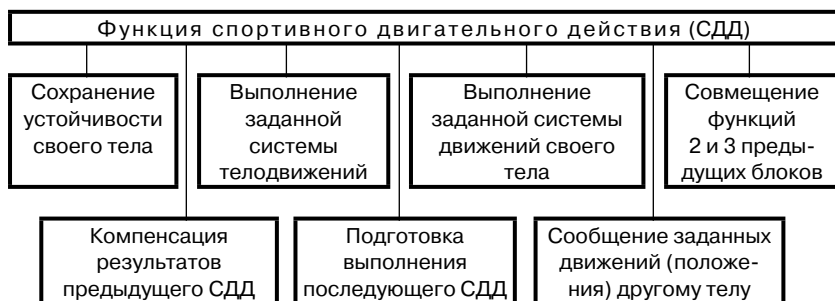 Функция спортивного двигательного действия (СДД)
Сохранение
устойчивости
своего тела
Выполнение
заданной
системы
телодвижений
Выполнение
заданной системы
движений своего
тела
Совмещение
функций
2 и 3 преды-
дущих блоков
Компенсация
результатов
предыдущего СДД
Подготовка
выполнения
последующего СДД
Сообщение заданных
движений (положе-
ния) другому телу